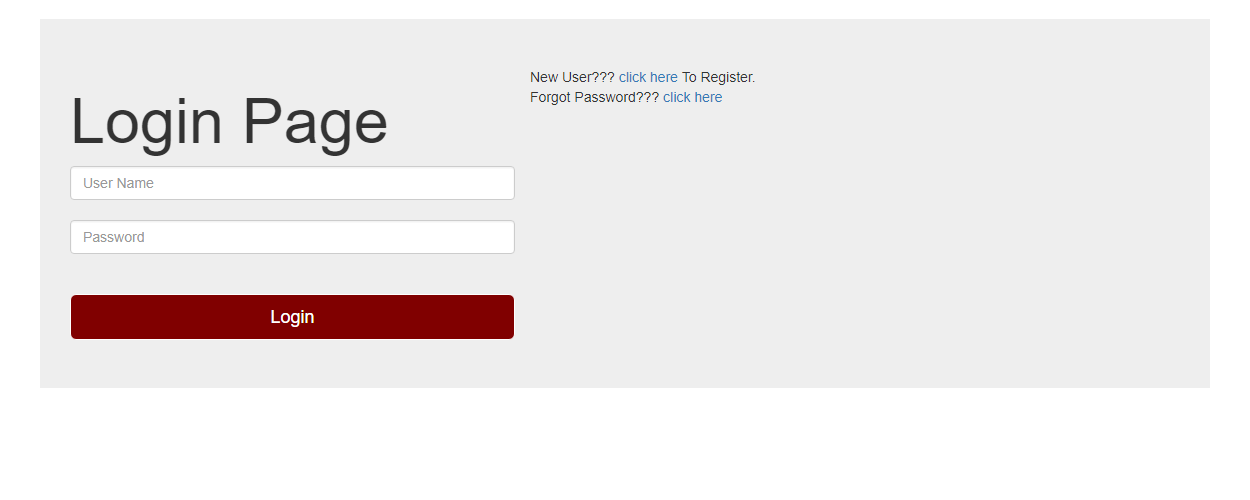 Login Page
User Name
Password
Login
New User??? click here To Register.
Forgot Password??? click here